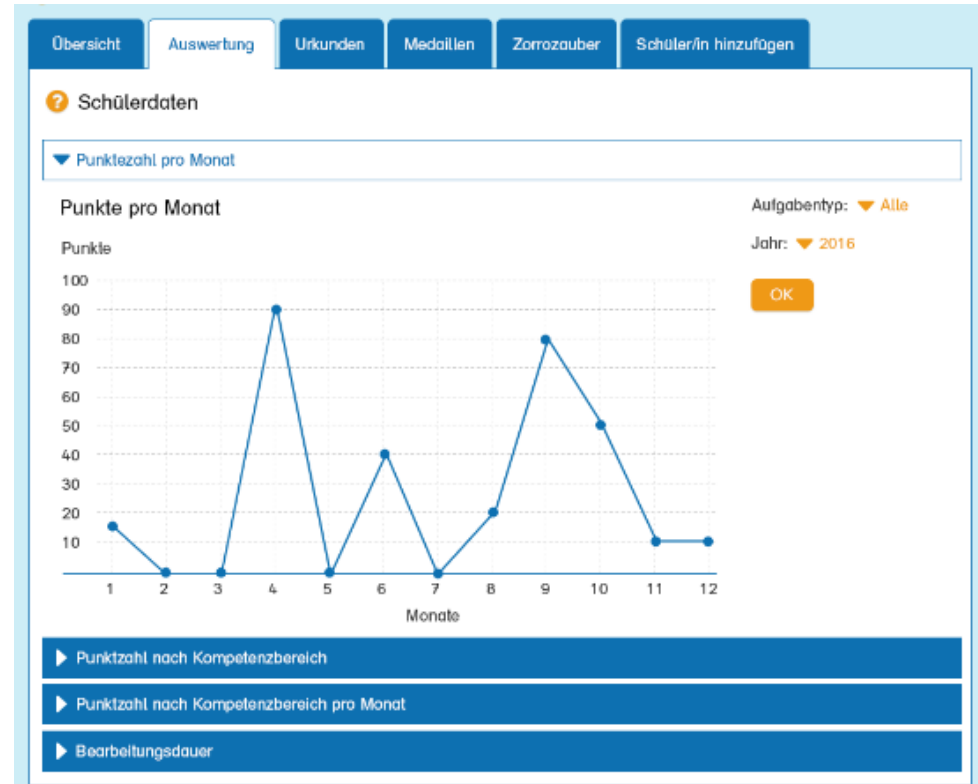 Übersicht Auswertung Urkunden Medaillen Zorrozauber Schüler/in hinzufügen
? Schülerdaten
Punktezahl pro Monat
Punkte pro Monat
Aufgabentyp: Alle
Jahr: 2016
OK
Punkte
100
90
80
70
60
50
40
30
20
10
1 2 3 4 5 6 7 8 9 10 11 12
Monate
Punktzahl nach Kompetenzbereich
Punktzahl nach Kompetenzbereich pro Monat
Bearbeitungsdauer